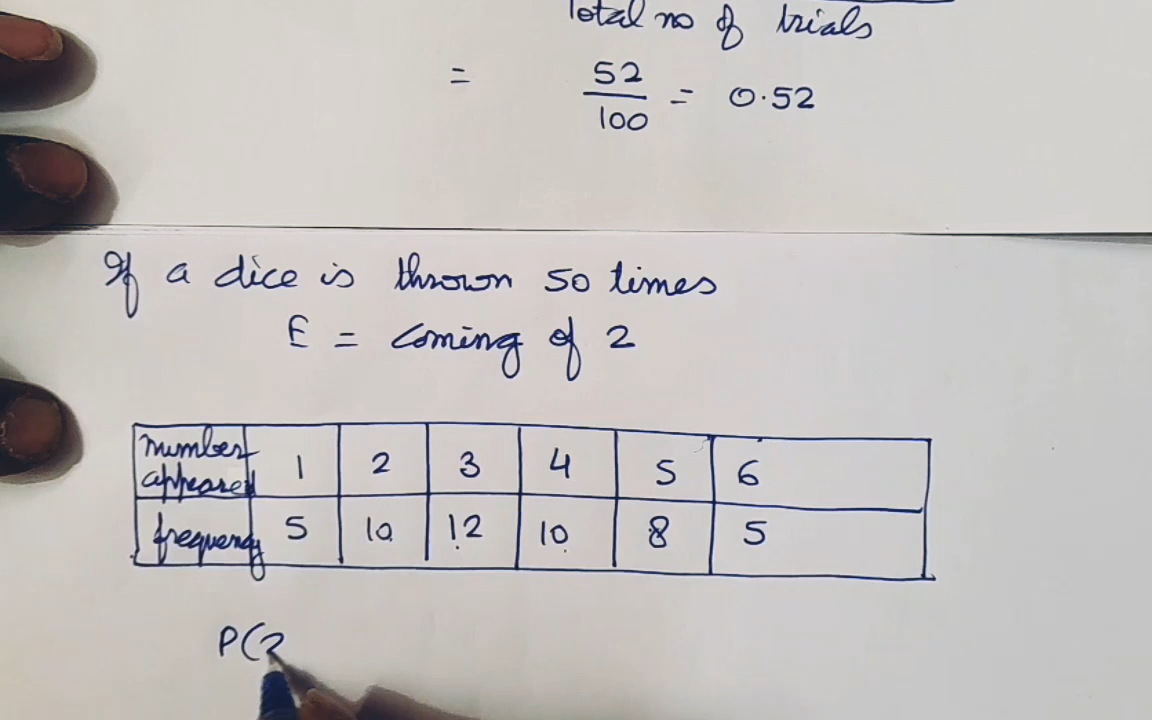 Total no of trials
= 52/100 = 0.52
If a dice is thrown 50 times
E = Coming of 2
number appeared 1 2 3 4 5 6
frequency 5 10 12 10 8 5
P(2